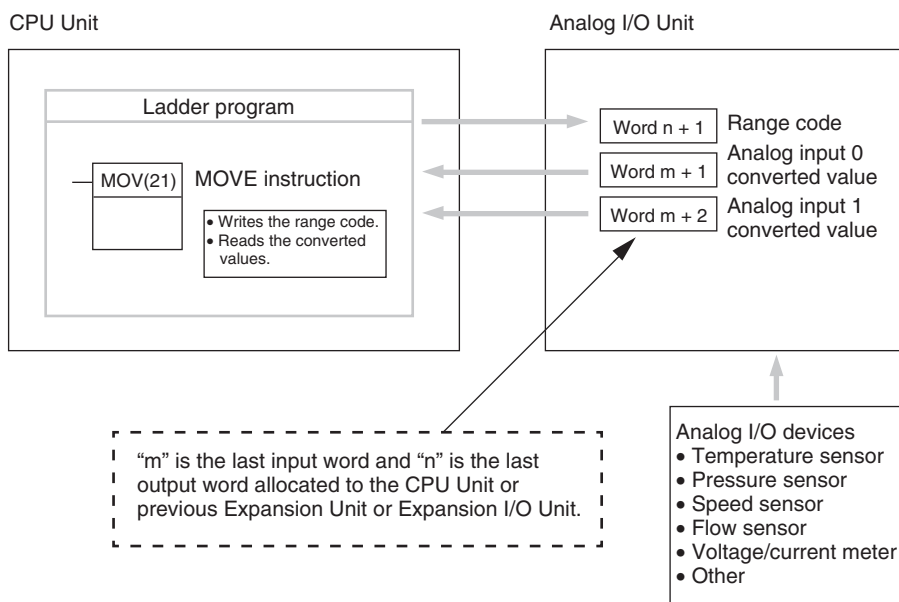 CPU Unit
Analog I/O Unit
Ladder program
MOV(21)
MOVE instruction
• Writes the range code.
• Reads the converted
values.
Word n + 1
Range code
Word m + 1
Analog input 0
converted value
Word m + 2
Analog input 1
converted value
“m” is the last input word and “n” is the last
output word allocated to the CPU Unit or
previous Expansion Unit or Expansion I/O Unit.
Analog I/O devices
• Temperature sensor
• Pressure sensor
• Speed sensor
• Flow sensor
• Voltage/current meter
• Other